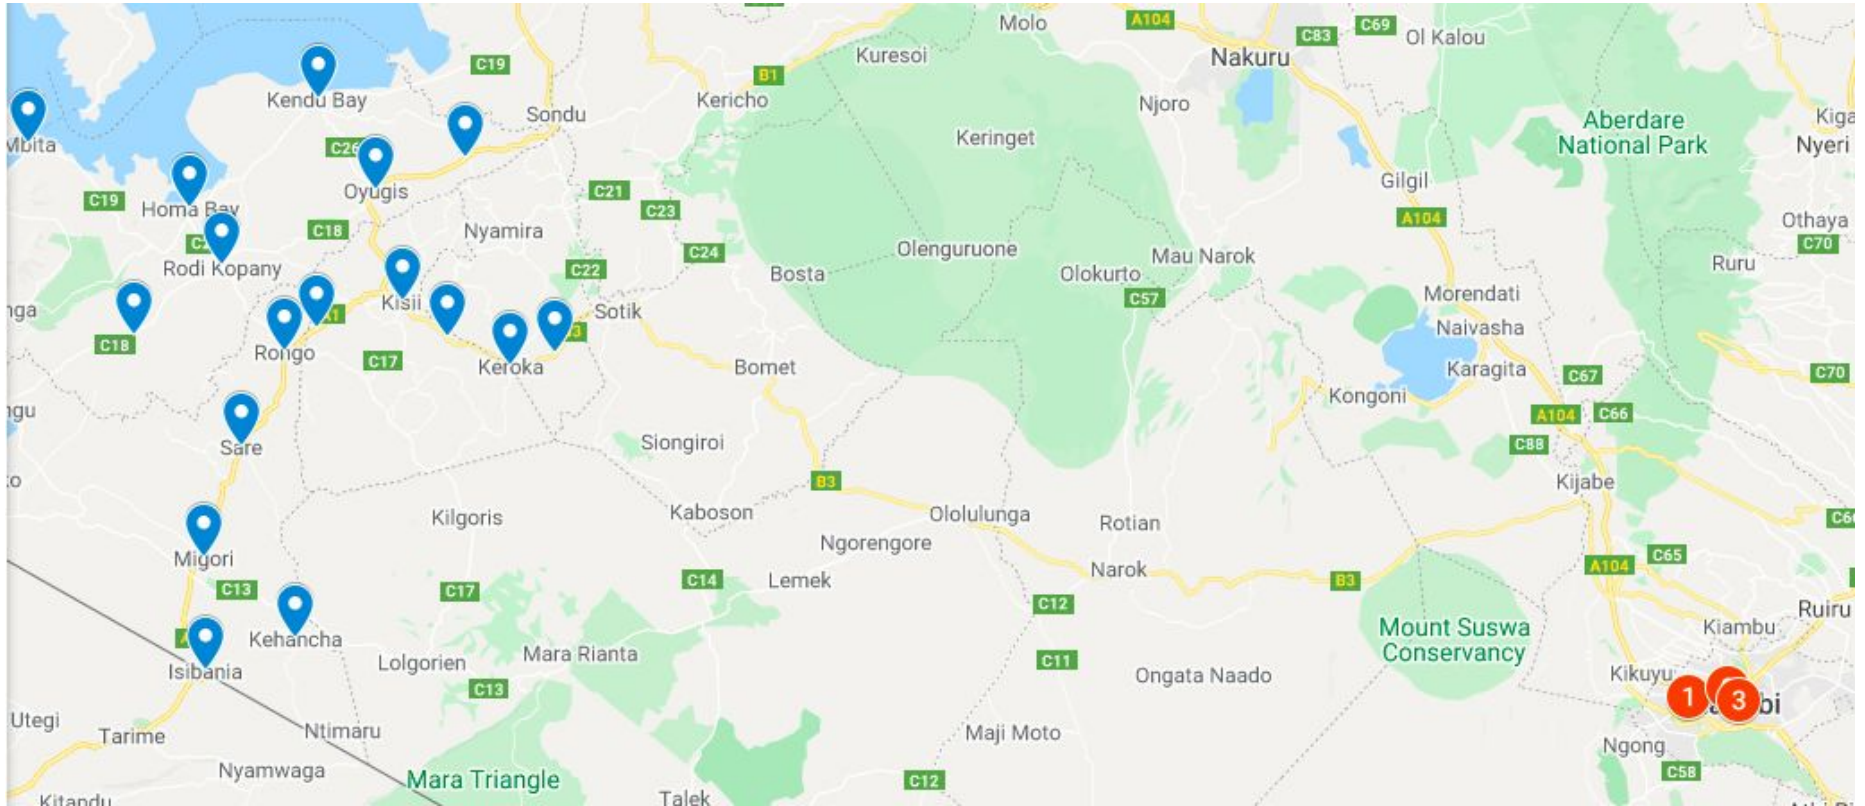 Molo
A104
C69
C83
Ol Kalou
Nakuru
Kuresoi
C19
B1
Kendu Bay
Kericho
Njoro
Sondu
Aberdare
National Park
Mbita
C26
Keringet
Nyeri
Oyugis
C21
Gilgil
C19
Homa Bay
C23
A104
Othaya
C18
Nyamira
C70
C24
Olenguruone
Mau Narok
Ruru
Rodi Kopany
C22
Bosta
Olokurto
C57
Morendati
Kisii
Sotik
Naivasha
C18
Rongo
C17
Keroka
Bomet
Karagita
C67
C70
Kongoni
A104
C66
Sare
Siongiroi
C88
B3
Kijabe
Kilgoris
Kaboson
Ololulunga
Rotian
Ngorengore
Migori
C65
A104
Narok
C13
C17
C14
Lemek
B3
C12
Ruiru
Kehancha
Mount Suswa
Conservancy
Kiambu
Lolgorien
Mara Rianta
C11
Isibania
Ongata Naado
Kikuyu
C13
1
3
Utegi
Tarime
Ntimaru
Maji Moto
Ngong
Nyamwaga
Mara Triangle
C12
C58
Talek
Kitandu